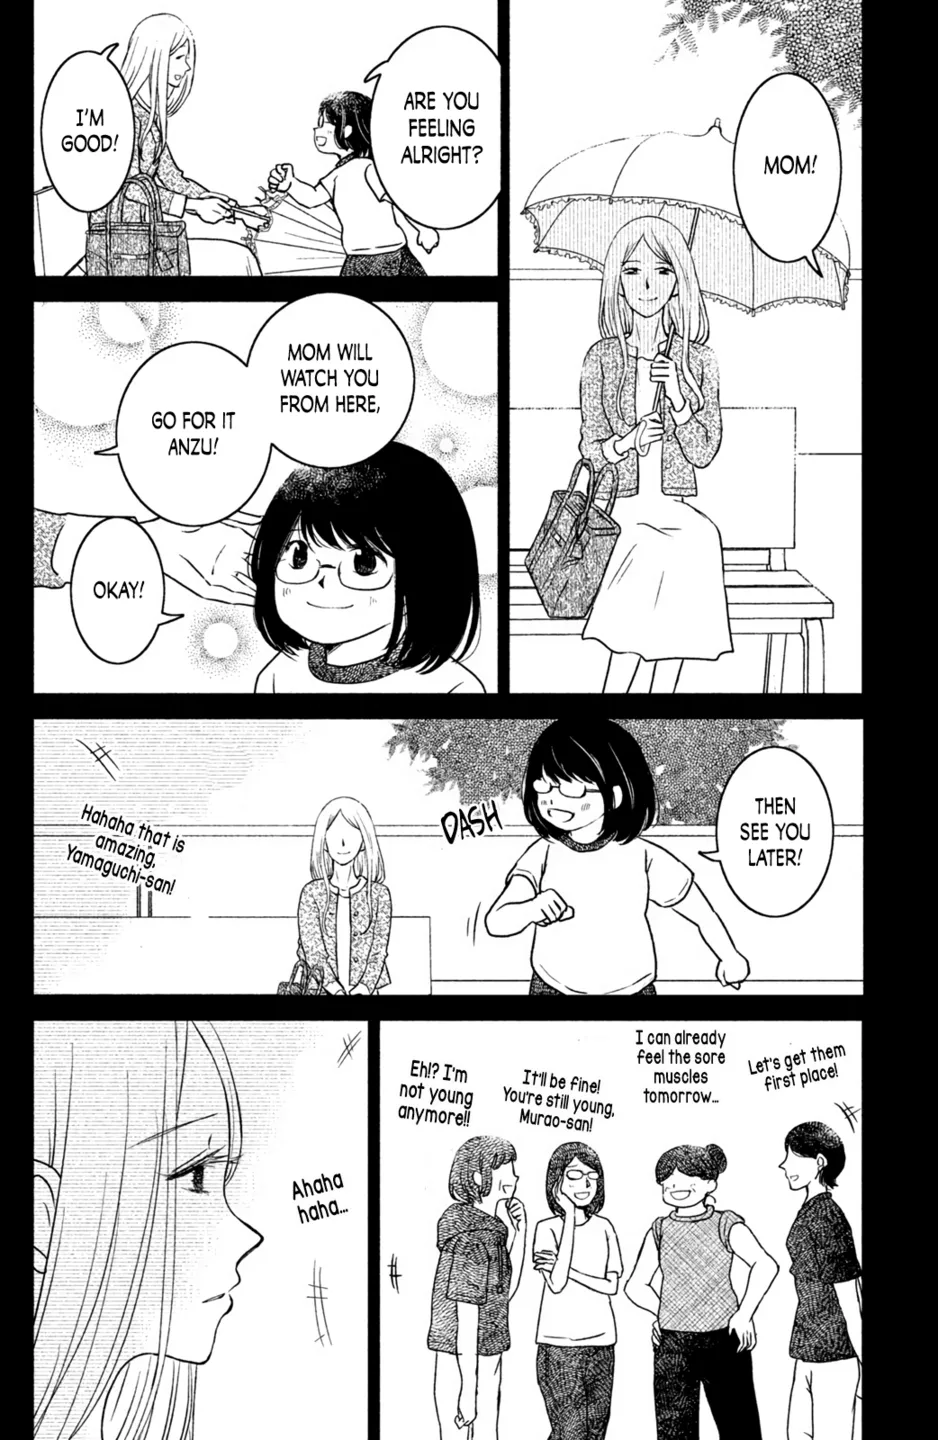 MOM!
ARE YOU
FEELING
ALRIGHT?
I'M
GOOD!
MOM WILL
WATCH YOU
FROM HERE,
GO FOR IT
ANZU!
OKAY!
THEN
SEE YOU
LATER!
DASH
Hahaha that is
amazing,
Yamaguchi-san!
Let's get them
first place!
I can already
feel the sore
muscles
tomorrow...
It'll be fine!
You're still young,
Murao-san!
Eh!? I'm
not young
anymore!!
Ahaha
haha...